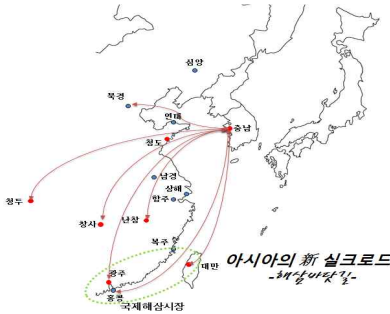 심양
북경
연태
충남
청도
남경
상해
항주
청두
창사
난창
복주
아시아의 新 실크로드
대만
-해삼바닷길-
광주
홍콩
국제해삼시장